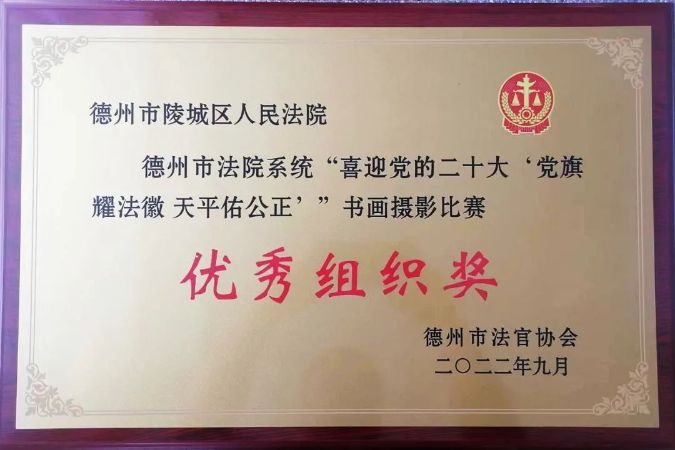 德州市陵城区人民法院
德州市法院系统“喜迎党的二十大‘党旗
耀法徽 天平佑公正’”书画摄影比赛
优秀组织奖
德州市法官协会
二〇二二年九月